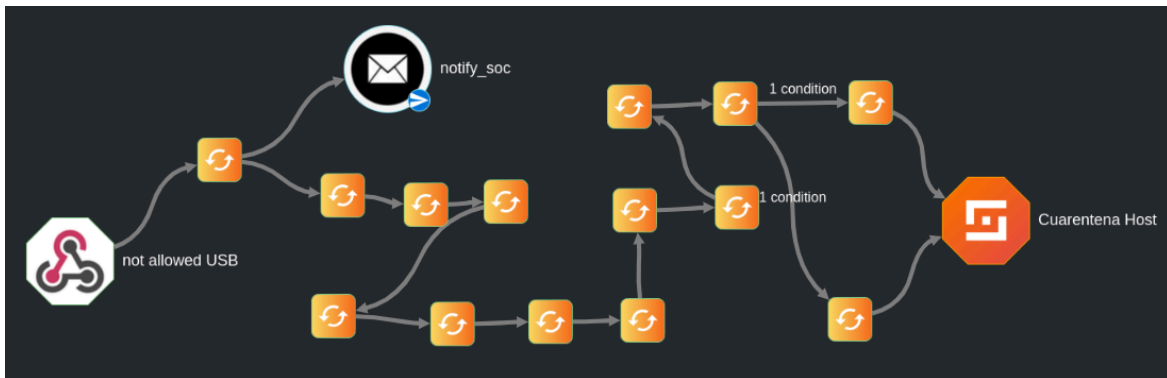 notify_soc
1 condition
1 condition
Cuarentena Host
not allowed USB